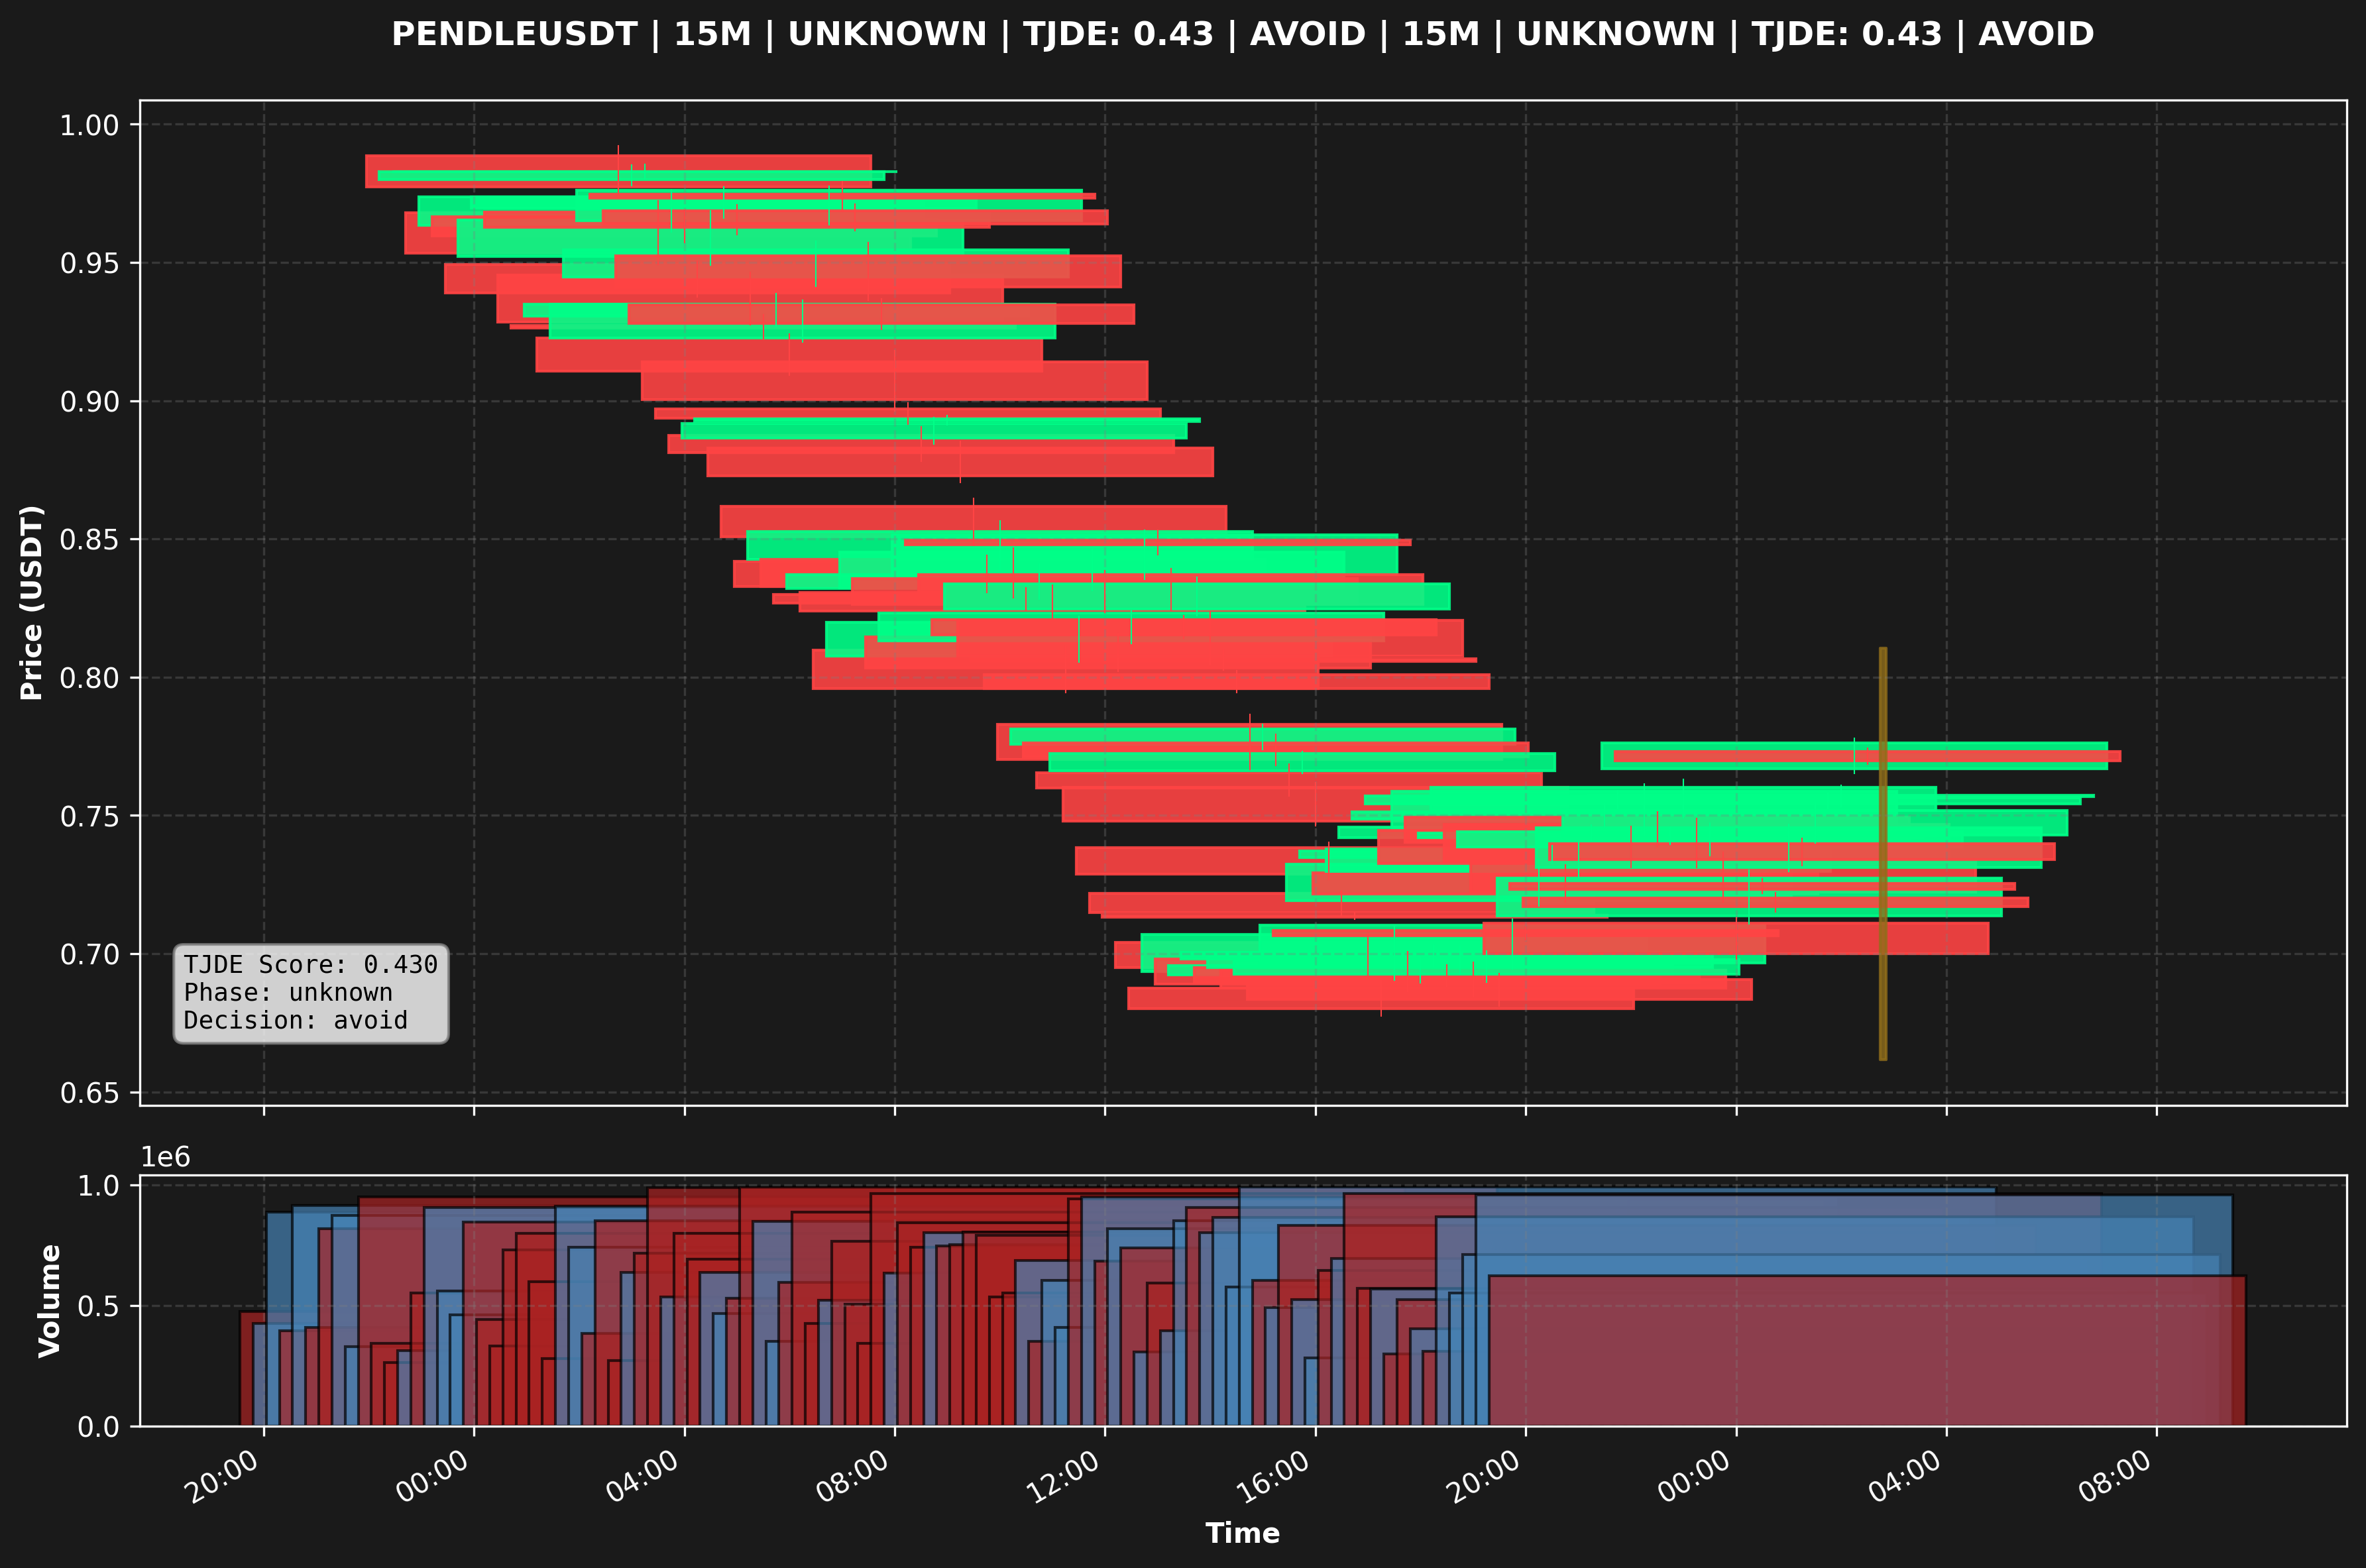 PENDLEUSDT | 15M | UNKNOWN | TJDE: 0.43 | AVOID | 15M | UNKNOWN | TJDE: 0.43 | AVOID
1.00
0.95
0.90
0.85
0.80
0.75
0.70
0.65
Price (USDT)
TJDE Score: 0.430
Phase: unknown
Decision: avoid
1e6
1.0
0.5
0.0
Volume
20:00
00:00
04:00
08:00
12:00
16:00
20:00
00:00
04:00
08:00
Time